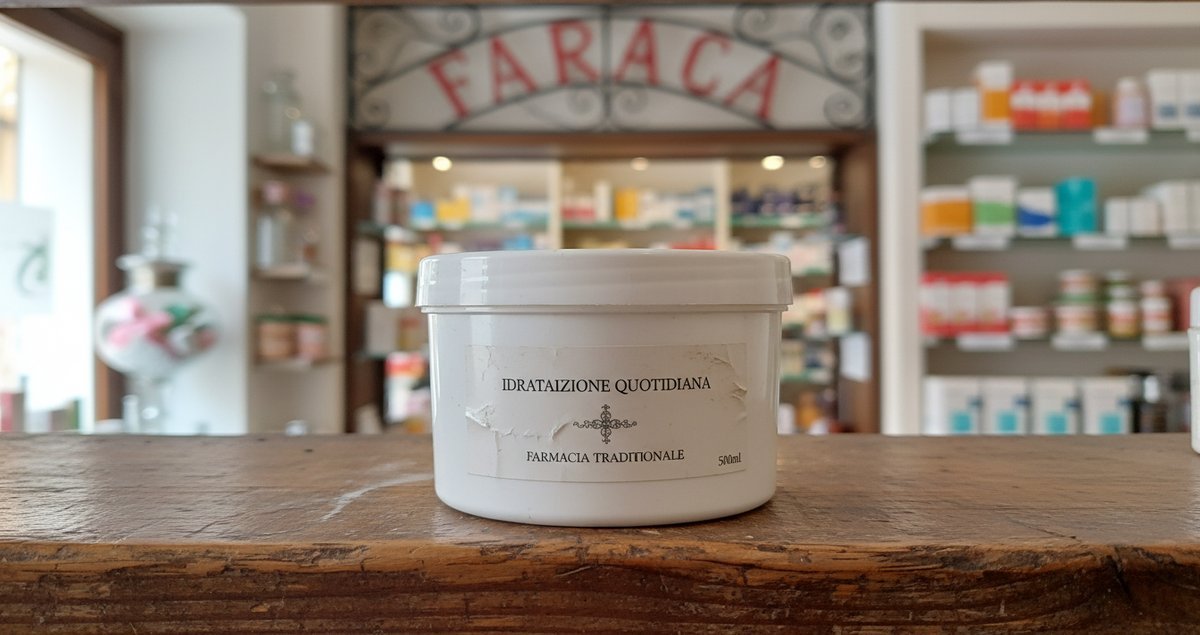 FARACA
IDRATAIZIONE QUOTIDIANA
FARMACIA TRADITIONALE
500ml